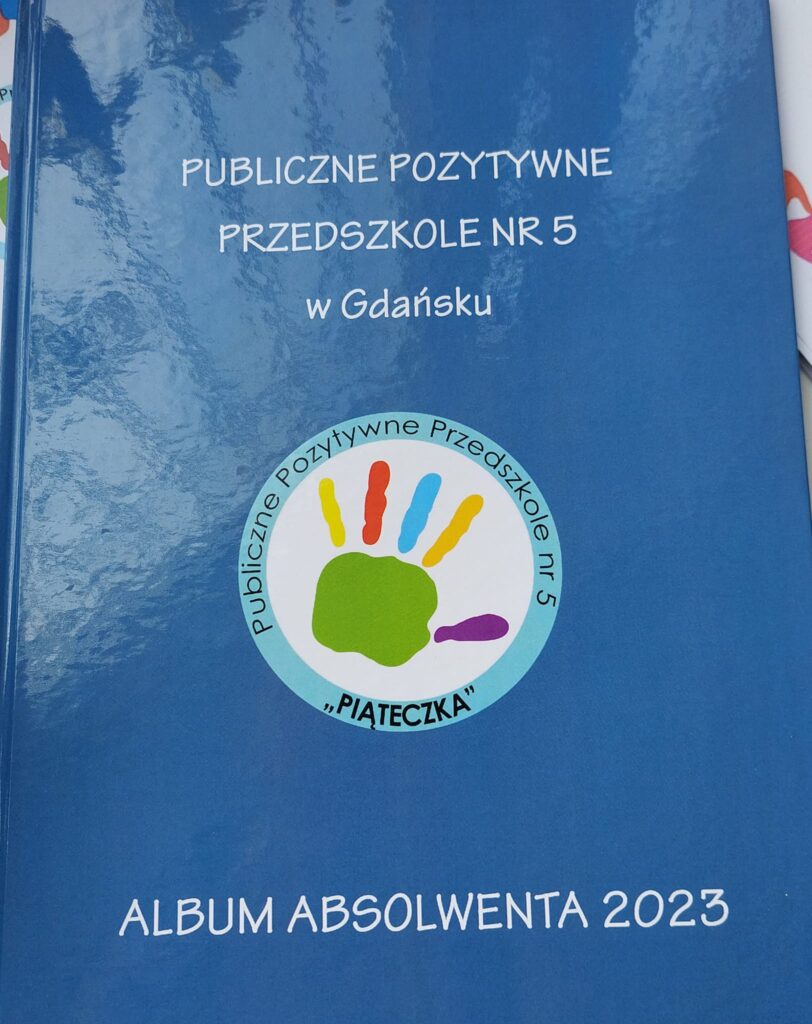 PUBLICZNE POZYTYWNE
PRZEDSZKOLE NR 5
w Gdańsku
Publiczne Pozytywne Przedszkole nr 5
„PIĄTECZKA”
ALBUM ABSOLWENTA 2023